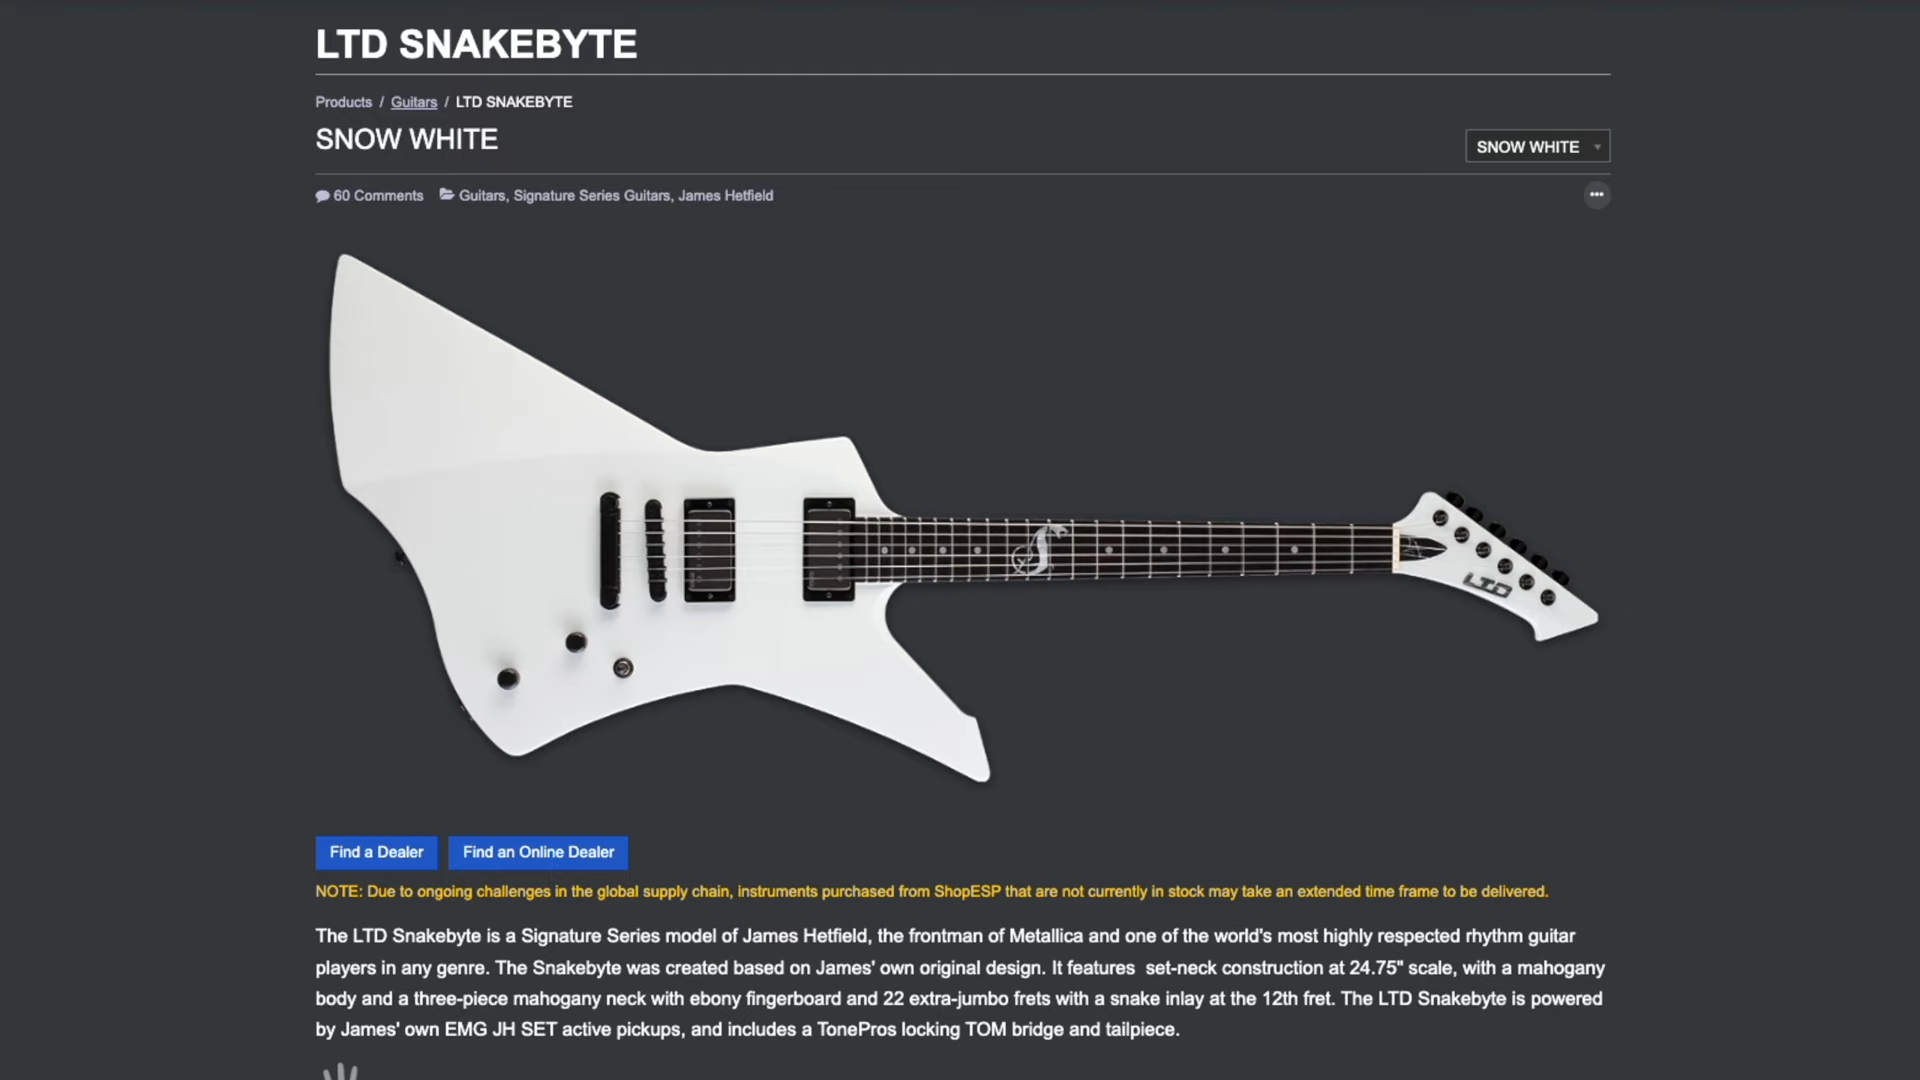 LTD SNAKEBYTE
Products / Guitars / LTD SNAKEBYTE
SNOW WHITE
SNOW WHITE
60 Comments Guitars, Signature Series Guitars, James Hetfield
LTD
Find a Dealer Find an Online Dealer
NOTE: Due to ongoing challenges in the global supply chain, instruments purchased from ShopESP that are not currently in stock may take an extended time frame to be delivered.
The LTD Snakebyte is a Signature Series model of James Hetfield, the frontman of Metallica and one of the world's most highly respected rhythm guitar
players in any genre. The Snakebyte was created based on James' own original design. It features set-neck construction at 24.75" scale, with a mahogany
body and a three-piece mahogany neck with ebony fingerboard and 22 extra-jumbo frets with a snake inlay at the 12th fret. The LTD Snakebyte is powered
by James' own EMG JH SET active pickups, and includes a TonePros locking TOM bridge and tailpiece.